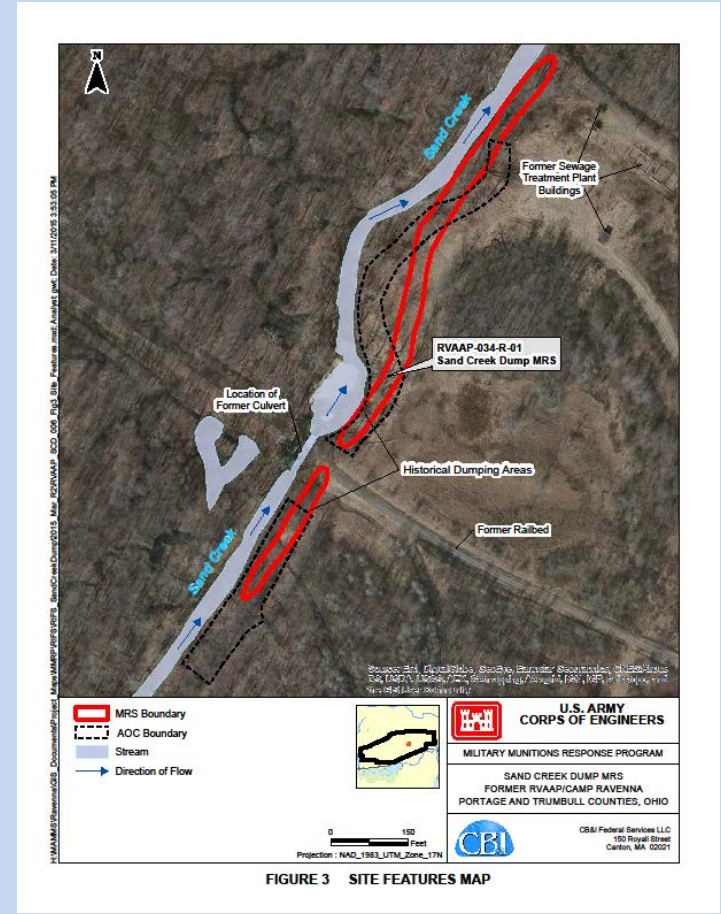 N
Sand Creek
Former Sewage
Treatment Plant
Buildings
RVAAP-034-R-01
Sand Creek Dump MRS
Location of
Former Culvert
Historical Dumping Areas
Former Railbed
Sand Creek
MRS Boundary
AOC Boundary
Stream
Direction of Flow
0 150
Feet
Projection : NAD_1983_UTM_Zone_17N
U.S. ARMY
CORPS OF ENGINEERS
MILITARY MUNITIONS RESPONSE PROGRAM
SAND CREEK DUMP MRS
FORMER RVAAP/CAMP RAVENNA
PORTAGE AND TRUMBULL COUNTIES, OHIO
CB&I
CB&I Federal Services LLC
150 Royall Street
Canton, MA 02021
FIGURE 3 SITE FEATURES MAP